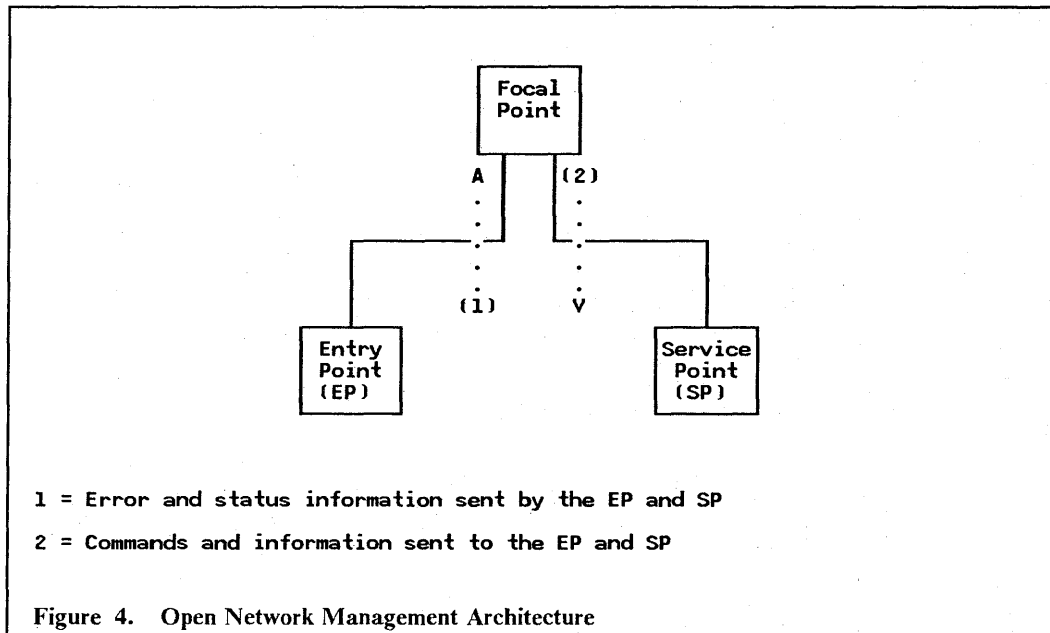 Focal
Point
A (2)
(1) V
Entry
Point
(EP)
Service
Point
(SP)
1 = Error and status information sent by the EP and SP
2 = Commands and information sent to the EP and SP
Figure 4. Open Network Management Architecture